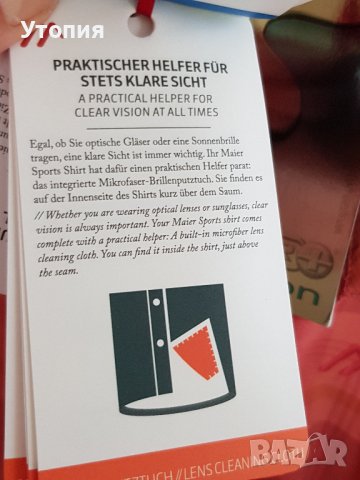 Утопия
//
PRAKTISCHER HELFER FÜR
STETS KLARE SICHT
A PRACTICAL HELPER FOR
CLEAR VISION AT ALL TIMES
Egal, ob Sie optische Gläser oder eine Sonnenbrille
tragen, eine klare Sicht ist immer wichtig. Ihr Maier
Sports Shirt hat dafür einen praktischen Helfer parat:
das integrierte Mikrofaser-Brillenputztuch. Sie finden es
auf der Innenseite des Shirts kurz über dem Saum.
// Whether you are wearing optical lenses or sunglasses, clear
vision is always important. Your Maier Sports shirt comes
complete with a practical helper: A built-in microfiber lens
cleaning cloth. You can find it inside the shirt, just above
the seam.
TZTUCH // LENS CLEANING CLOTH
BAZAR